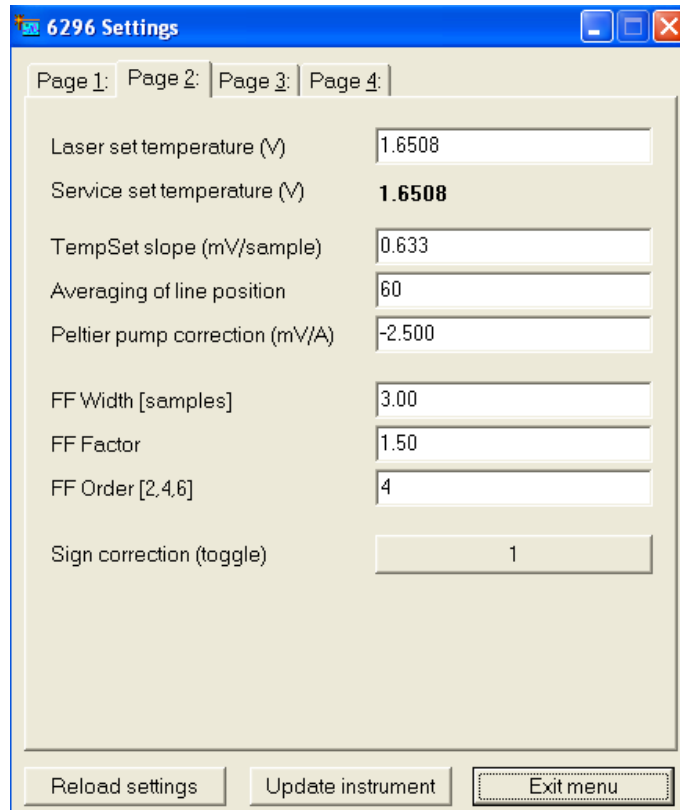 6296 Settings
Page 1: Page 2: Page 3: Page 4:
Laser set temperature (V) 1.6508
Service set temperature (V) 1.6508
TempSet slope (mV/sample) 0.633
Averaging of line position 60
Peltier pump correction (mV/A) -2.500
FF Width [samples] 3.00
FF Factor 1.50
FF Order [2,4,6] 4
Sign correction (toggle) 1
Reload settings Update instrument Exit menu